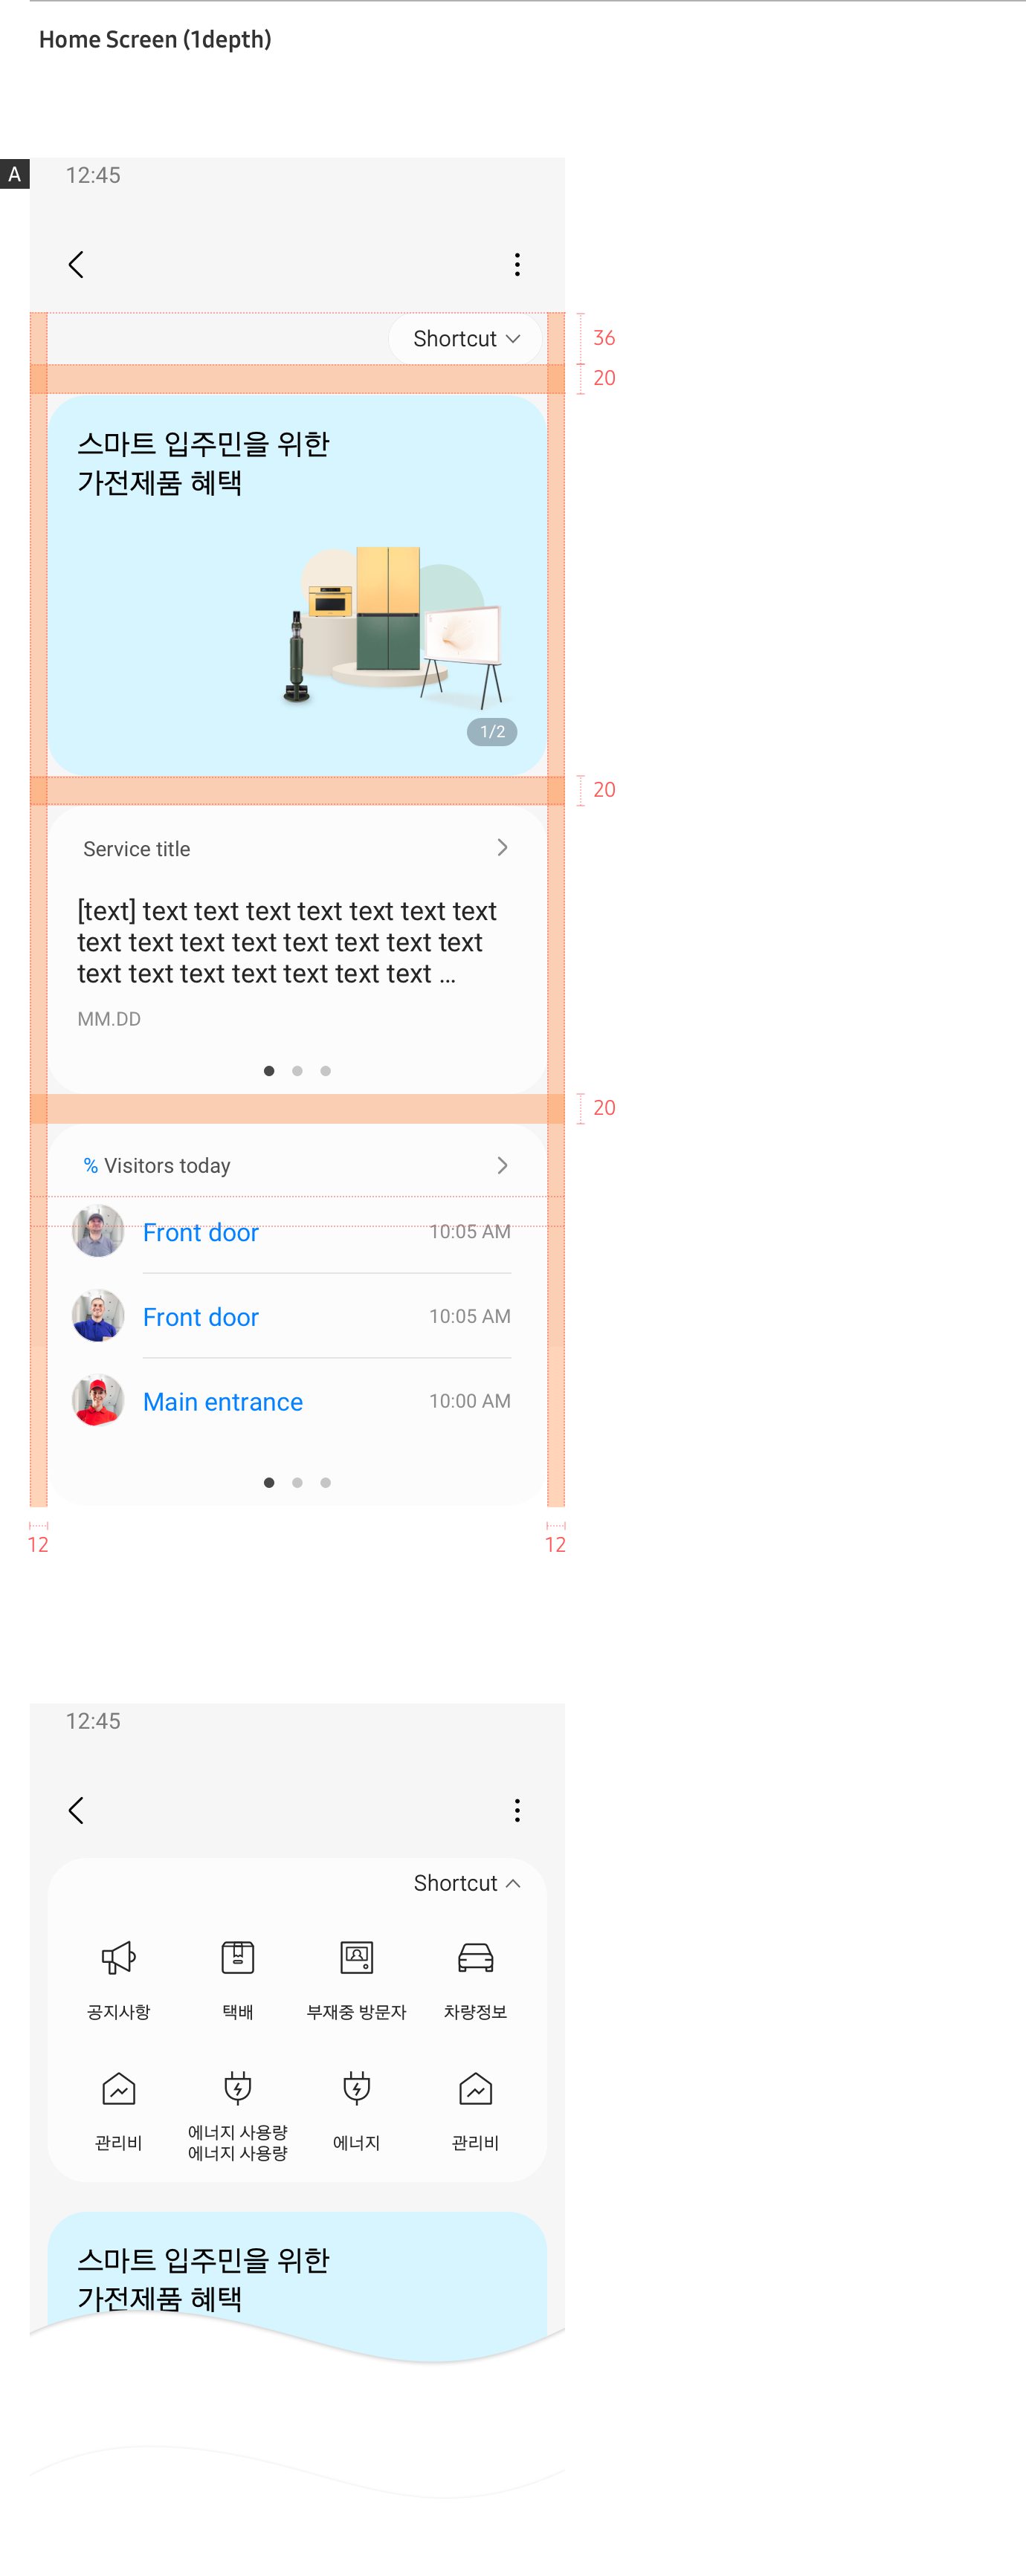 Home Screen (1depth)
A
12:45
Shortcut
36
20
스마트 입주민을 위한
가전제품 혜택
1/2
20
Service title
[text] text text text text text text text
text text text text text text text text
text text text text text text text ...
MM.DD
20
% Visitors today
Front door 10:05 AM
Front door 10:05 AM
Main entrance 10:00 AM
12 12
12:45
Shortcut
공지사항 택배 부재중 방문자 차량정보
관리비 에너지 사용량 에너지 관리비
에너지 사용량
스마트 입주민을 위한
가전제품 혜택